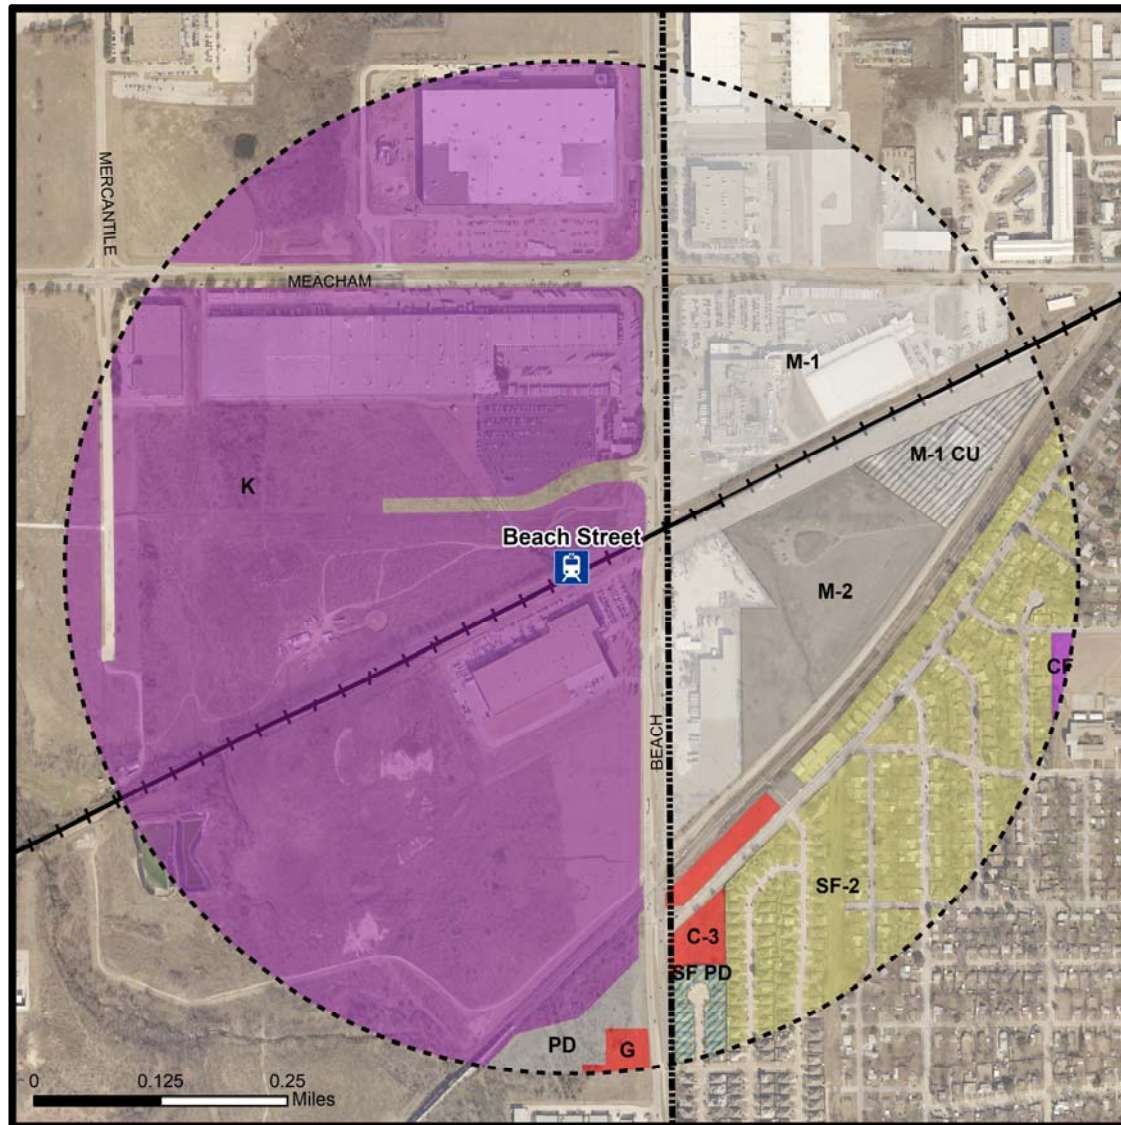 MERCANTILE
MEACHAM
M-1
M-1 CU
K
Beach Street
M-2
CF
BEACH
SF-2
C-3
SF PD
PD
G
0 0.125 0.25
Miles